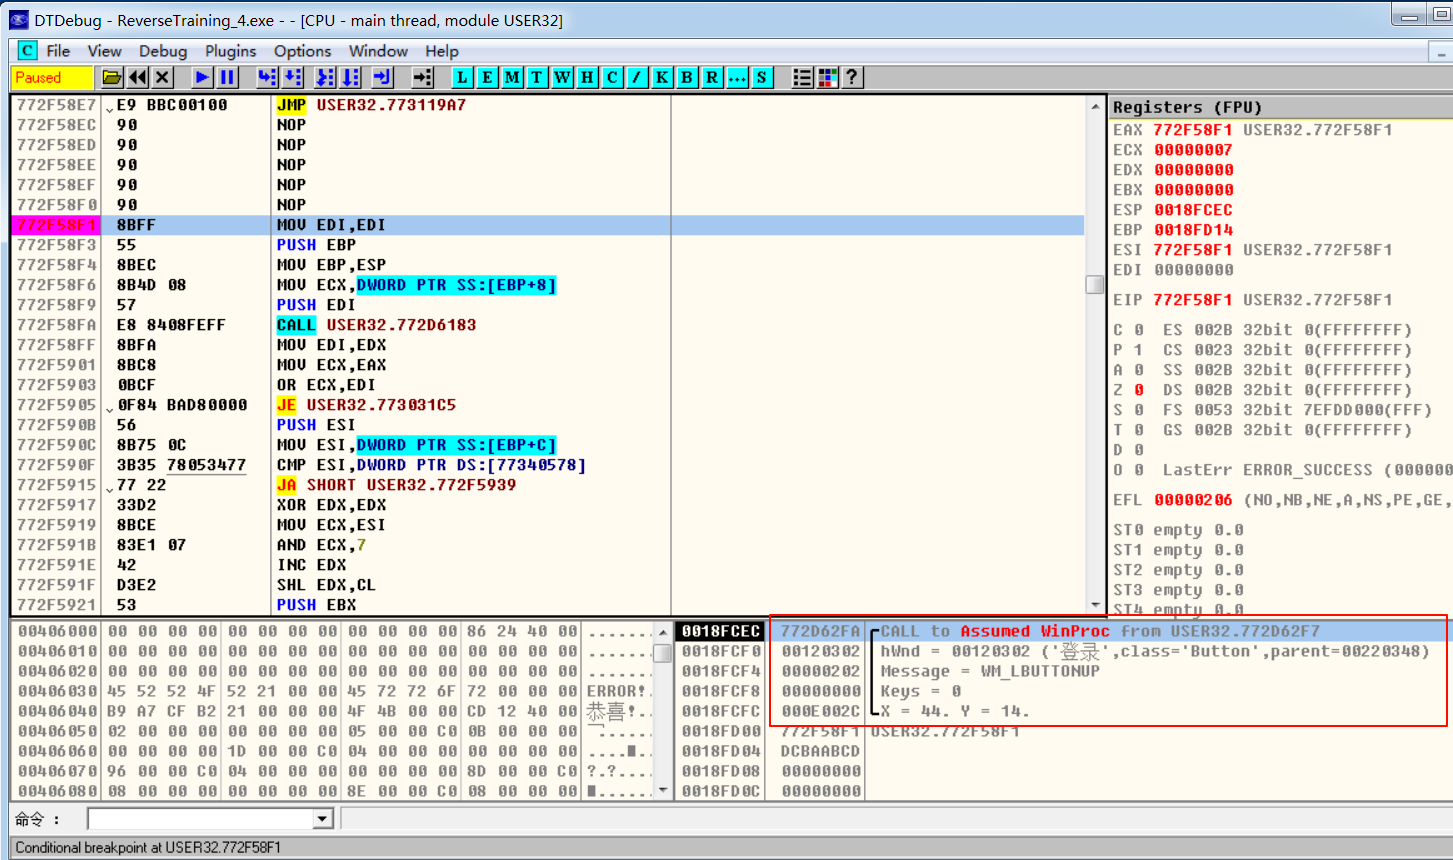 DTDebug - ReverseTraining_4.exe - - [CPU - main thread, module USER32]
C File View Debug Plugins Options Window Help
Paused L E M T W H C / K B R ... S ?
772F58E7 E9 BBC00100 JMP USER32.773119A7
772F58EC 90 NOP
772F58ED 90 NOP
772F58EE 90 NOP
772F58EF 90 NOP
772F58F0 90 NOP
772F58F1 8BFF MOV EDI,EDI
772F58F3 55 PUSH EBP
772F58F4 8BEC MOV EBP,ESP
772F58F6 8B4D 08 MOV ECX,DWORD PTR SS:[EBP+8]
772F58F9 57 PUSH EDI
772F58FA E8 8408FEFF CALL USER32.772D6183
772F58FF 8BFA MOV EDI,EDX
772F5901 8BC8 MOV ECX,EAX
772F5903 0BCF OR ECX,EDI
772F5905 0F84 BAD80000 JE USER32.773031C5
772F590B 56 PUSH ESI
772F590C 8B75 0C MOV ESI,DWORD PTR SS:[EBP+C]
772F590F 3B35 78053477 CMP ESI,DWORD PTR DS:[77340578]
772F5915 77 22 JA SHORT USER32.772F5939
772F5917 33D2 XOR EDX,EDX
772F5919 8BCE MOV ECX,ESI
772F591B 83E1 07 AND ECX,7
772F591E 42 INC EDX
772F591F D3E2 SHL EDX,CL
772F5921 53 PUSH EBX
Registers (FPU)
EAX 772F58F1 USER32.772F58F1
ECX 00000007
EDX 00000000
EBX 00000000
ESP 0018FCEC
EBP 0018FD14
ESI 772F58F1 USER32.772F58F1
EDI 00000000
EIP 772F58F1 USER32.772F58F1
C 0 ES 002B 32bit 0(FFFFFFFF)
P 1 CS 0023 32bit 0(FFFFFFFF)
A 0 SS 002B 32bit 0(FFFFFFFF)
Z 0 DS 002B 32bit 0(FFFFFFFF)
S 0 FS 0053 32bit 7EFDD000(FFF)
T 0 GS 002B 32bit 0(FFFFFFFF)
D 0
O 0 LastErr ERROR_SUCCESS (000000
EFL 00000206 (NO,NB,NE,A,NS,PE,GE,
ST0 empty 0.0
ST1 empty 0.0
ST2 empty 0.0
ST3 empty 0.0
ST4 empty 0.0
00406000 00 00 00 00 00 00 00 00 00 00 00 00 86 24 40 00 .......
00406010 00 00 00 00 00 00 00 00 00 00 00 00 00 00 00 00 .......
00406020 00 00 00 00 00 00 00 00 00 00 00 00 00 00 00 00 .......
00406030 45 52 52 4F 52 21 00 00 45 72 72 6F 72 00 00 00 ERROR!.
00406040 B9 A7 CF B2 21 00 00 00 4F 4B 00 00 CD 12 40 00 恭喜!..
00406050 02 00 00 00 00 00 00 00 05 00 00 C0 0B 00 00 00
00406060 00 00 00 00 1D 00 00 C0 04 00 00 00 00 00 00 00
00406070 96 00 00 C0 04 00 00 00 00 00 00 00 8D 00 00 C0 ?.?....
00406080 08 00 00 00 00 00 00 00 8E 00 00 C0 08 00 00 00
0018FCEC 772D62FA CALL to Assumed WinProc from USER32.772D62F7
0018FCF0 00120302 hWnd = 00120302 ('登录',class='Button',parent=00220348)
0018FCF4 00000202 Message = WM_LBUTTONUP
0018FCF8 00000000 Keys = 0
0018FCFC 000E002C X = 44. Y = 14.
0018FD00 772F58F1 USER32.772F58F1
0018FD04 DCBAABCD
0018FD08 00000000
0018FD0C 00000000
命令 :
Conditional breakpoint at USER32.772F58F1